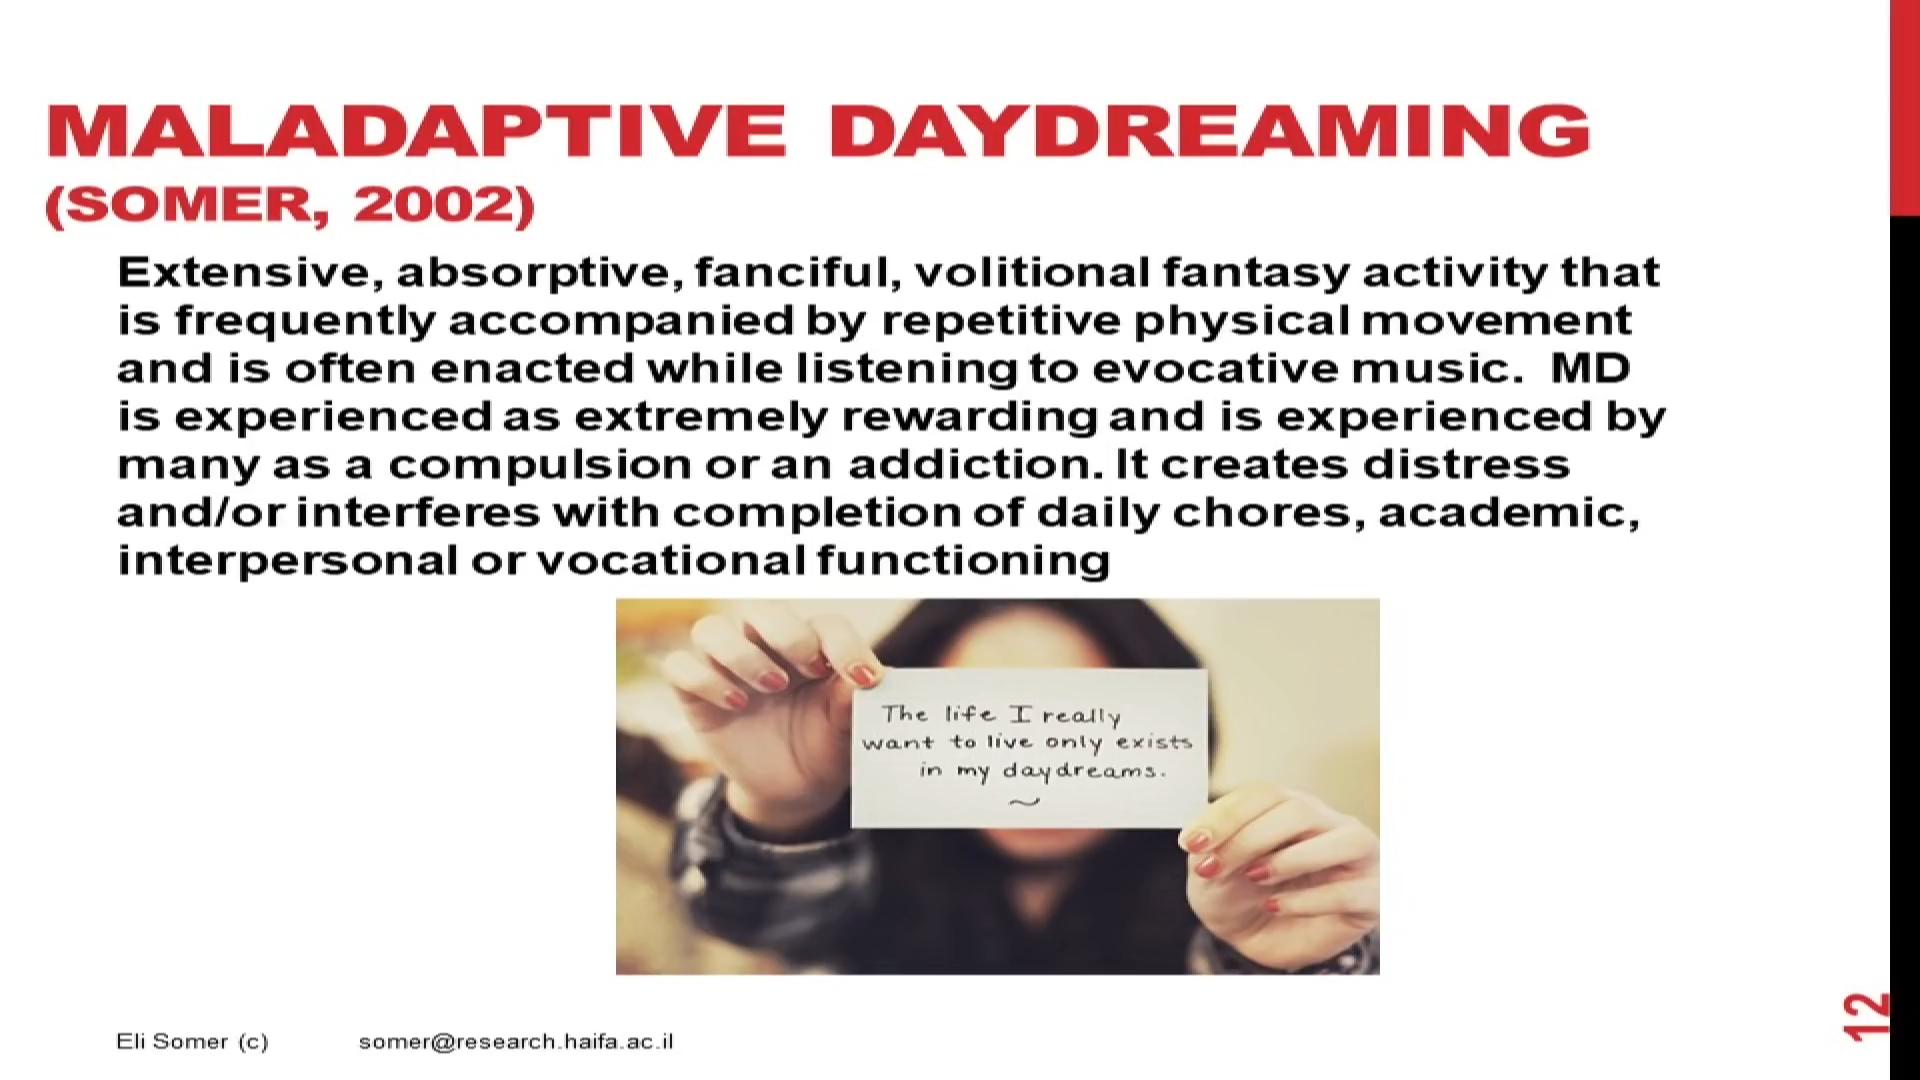 MALADAPTIVE DAYDREAMING
(SOMER, 2002)
Extensive, absorptive, fanciful, volitional fantasy activity that
is frequently accompanied by repetitive physical movement
and is often enacted while listening to evocative music.  MD
is experienced as extremely rewarding and is experienced by
many as a compulsion or an addiction. It creates distress
and/or interferes with completion of daily chores, academic,
interpersonal or vocational functioning
The life I really
want to live only exists
in my daydreams.
~
Eli Somer (c) somer@research.haifa.ac.il
12